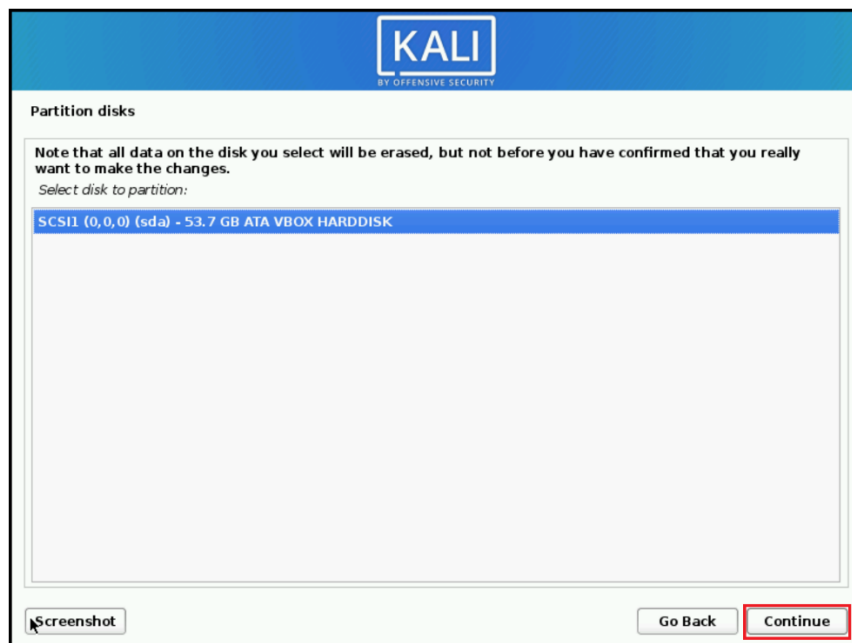 KALI
BY OFFENSIVE SECURITY
Partition disks
Note that all data on the disk you select will be erased, but not before you have confirmed that you really
want to make the changes.
Select disk to partition:
SCSI1 (0,0,0) (sda) - 53.7 GB ATA VBOX HARDDISK
Screenshot
Go Back
Continue